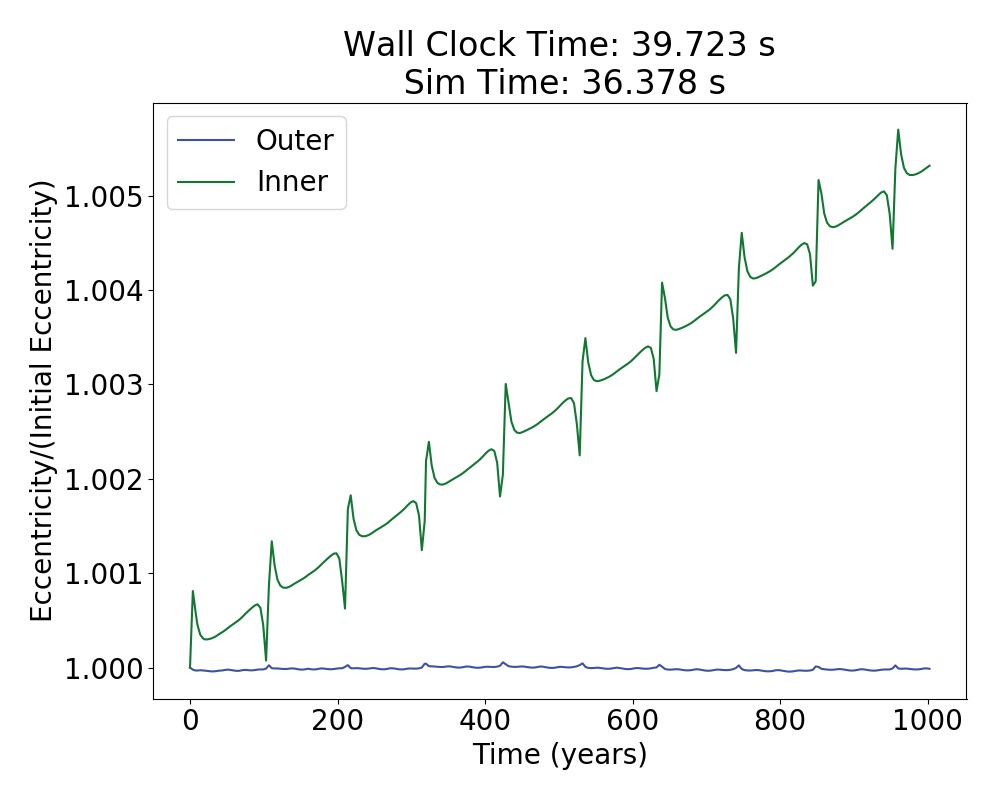 Wall Clock Time: 39.723 s
Sim Time: 36.378 s
Outer
Inner
Eccentricity/(Initial Eccentricity)
1.005
1.004
1.003
1.002
1.001
1.000
0 200 400 600 800 1000
Time (years)